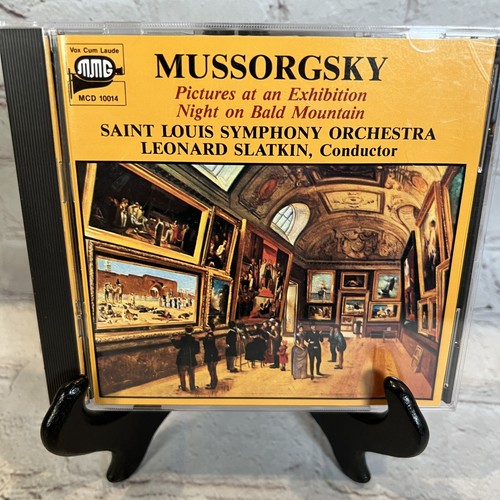 Vox Cum Laude
MMG
MCD 10014
MUSSORGSKY
Pictures at an Exhibition
Night on Bald Mountain
SAINT LOUIS SYMPHONY ORCHESTRA
LEONARD SLATKIN, Conductor